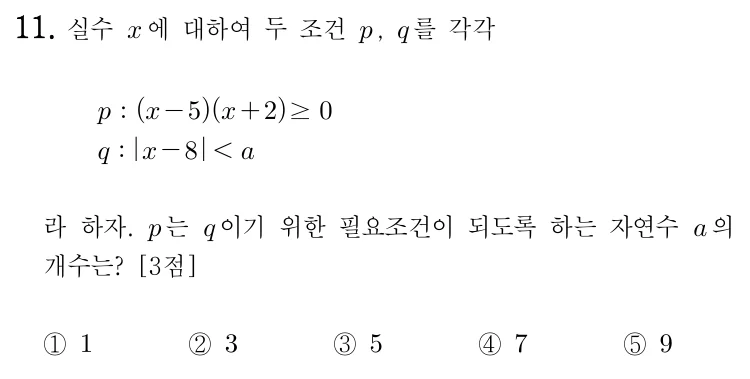 11. 실수 x에 대하여 두 조건 p, q를 각각
p : (x-5)(x+2)≥ 0
q : |x-8| < a
라 하자. p는 q이기 위한 필요조건이 되도록 하는 자연수 a의
개수는? [3점]
① 1 ② 3 ③ 5 ④ 7 ⑤ 9